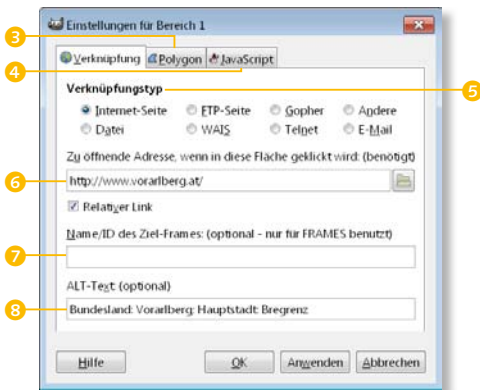 Einstellungen für Bereich 1
3
4
Verknüpfung Polygon JavaScript
Verknüpfungstyp
5
Internet-Seite FTP-Seite Gopher Andere
Datei WAIS Telnet E-Mail
Zu öffnende Adresse, wenn in diese Fläche geklickt wird: (benötigt)
6
http://www.vorarlberg.at/
Relativer Link
Name/ID des Ziel-Frames: (optional - nur für FRAMES benutzt)
7
ALT-Text: (optional)
8
Bundesland: Vorarlberg; Hauptstadt: Bregrenz
Hilfe OK Anwenden Abbrechen